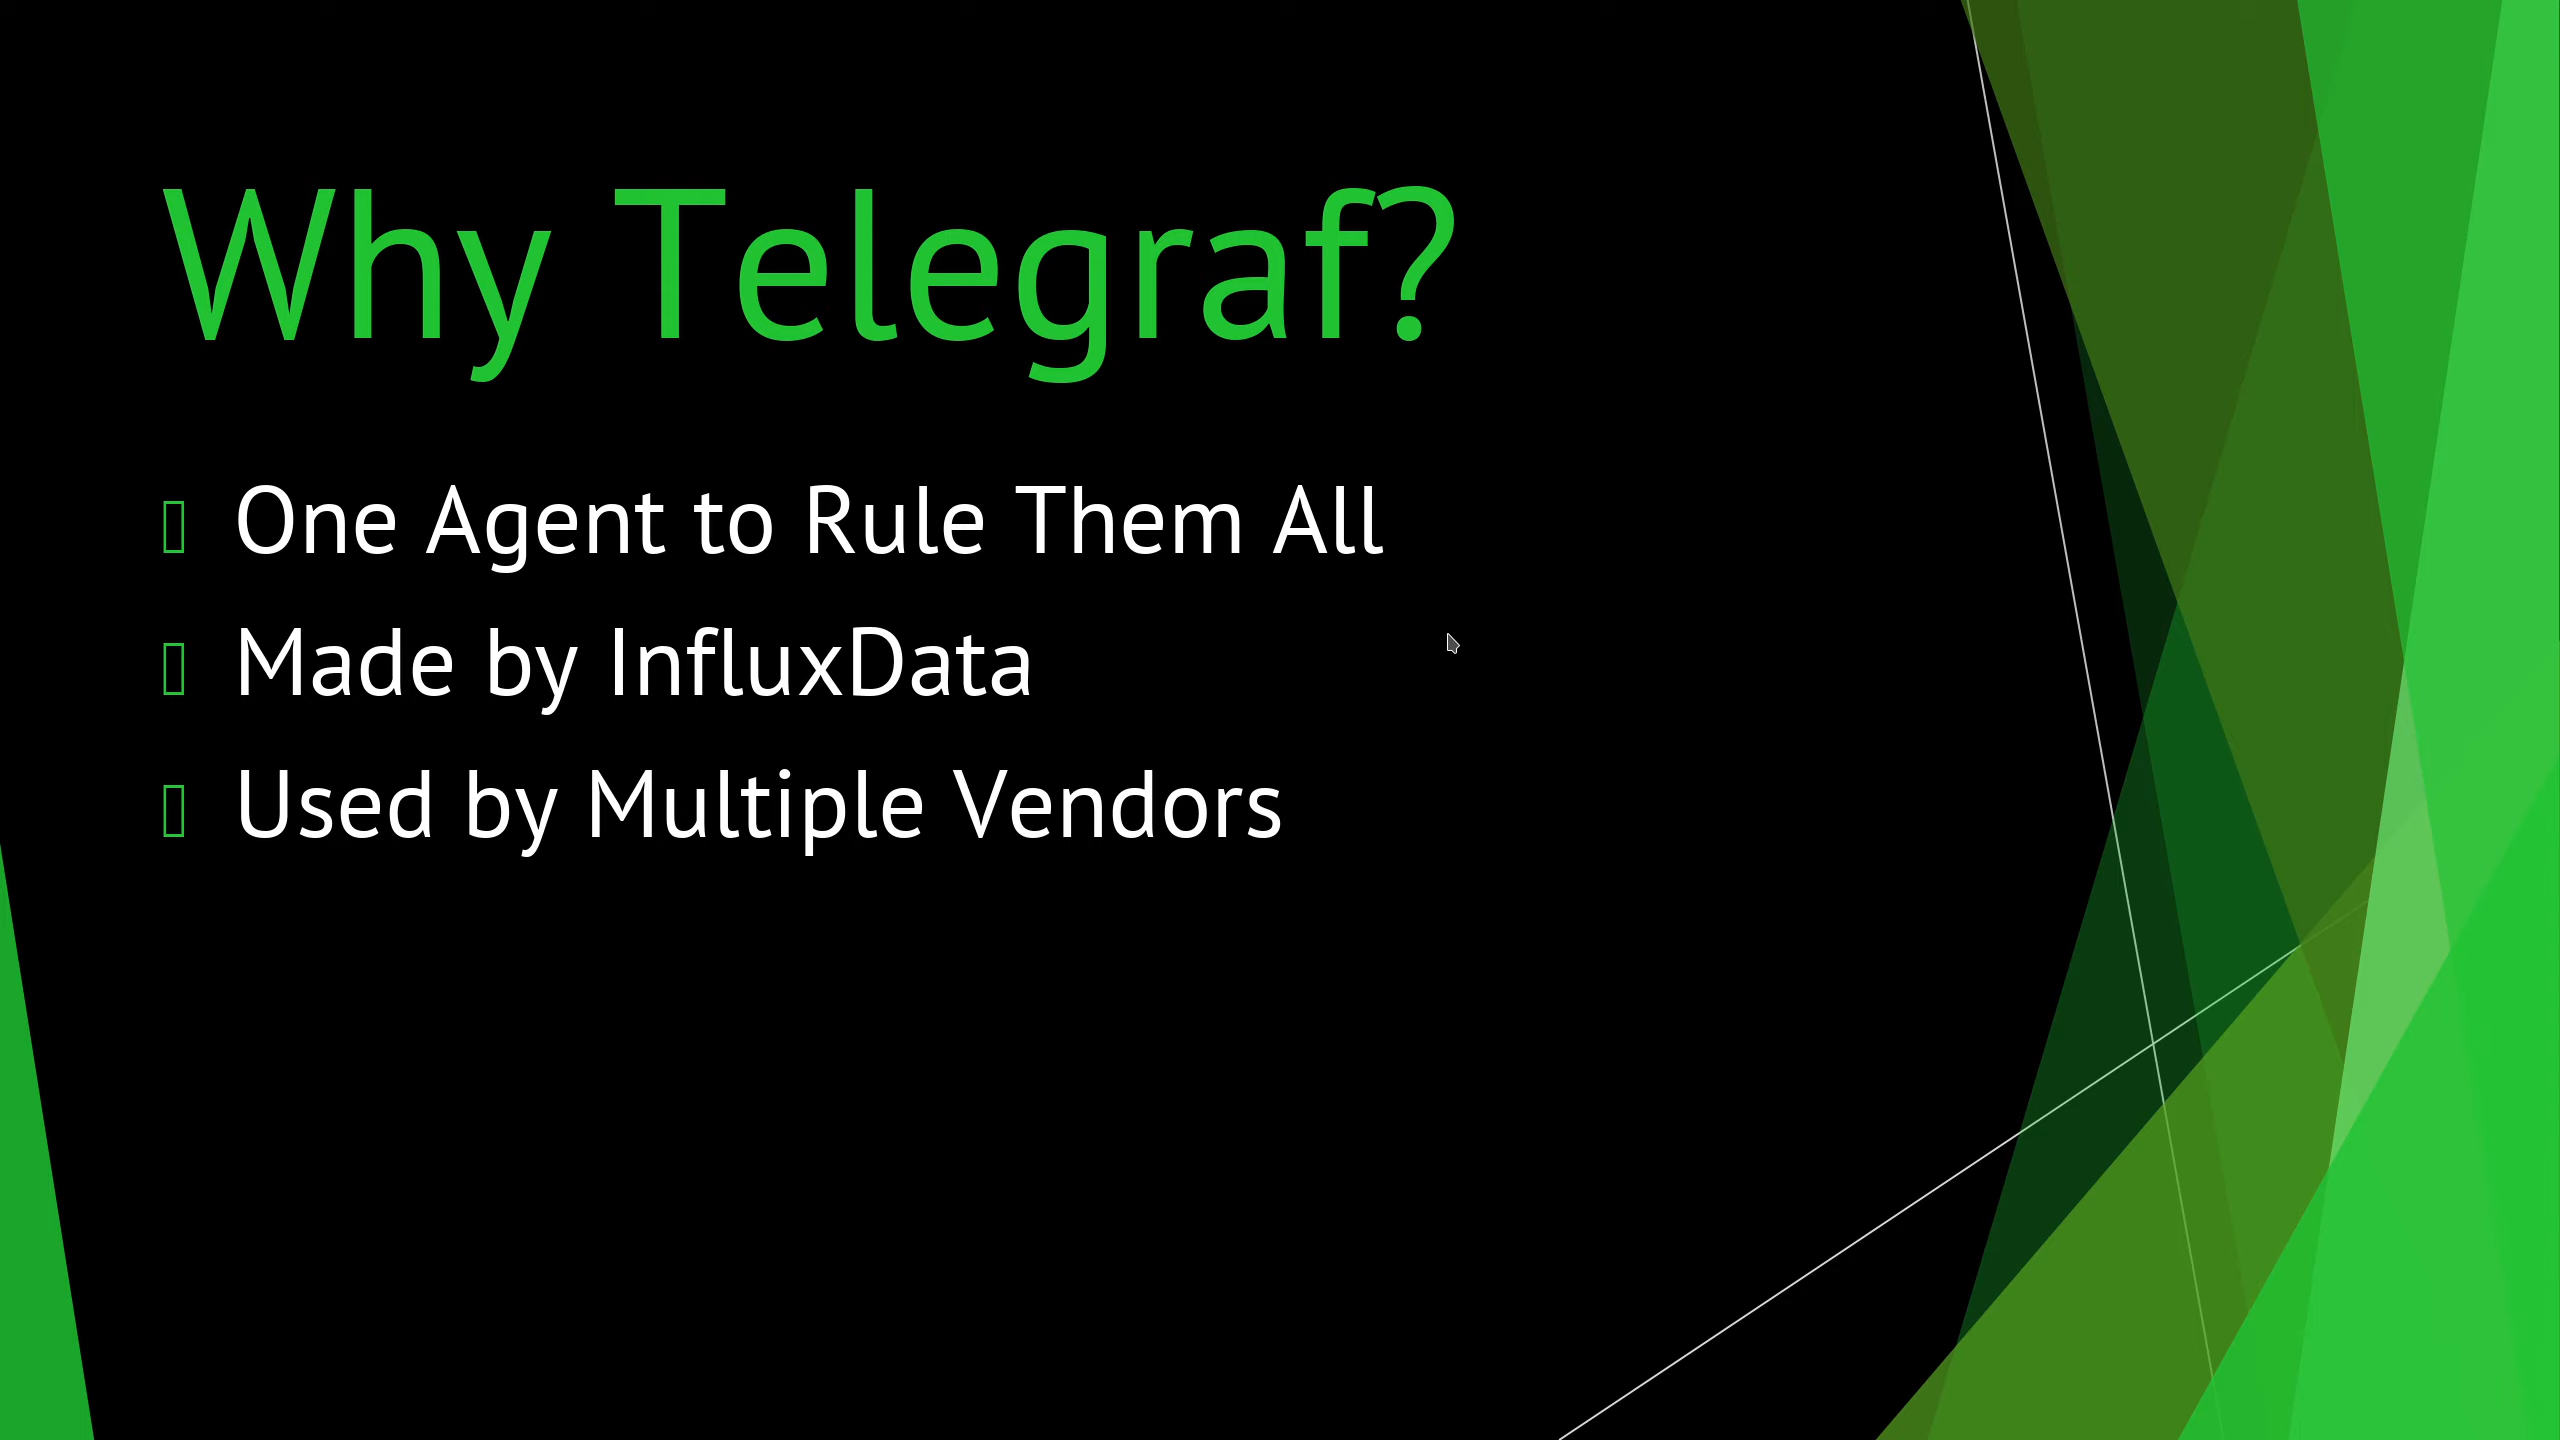 Why Telegraf?
One Agent to Rule Them All
Made by InfluxData
Used by Multiple Vendors